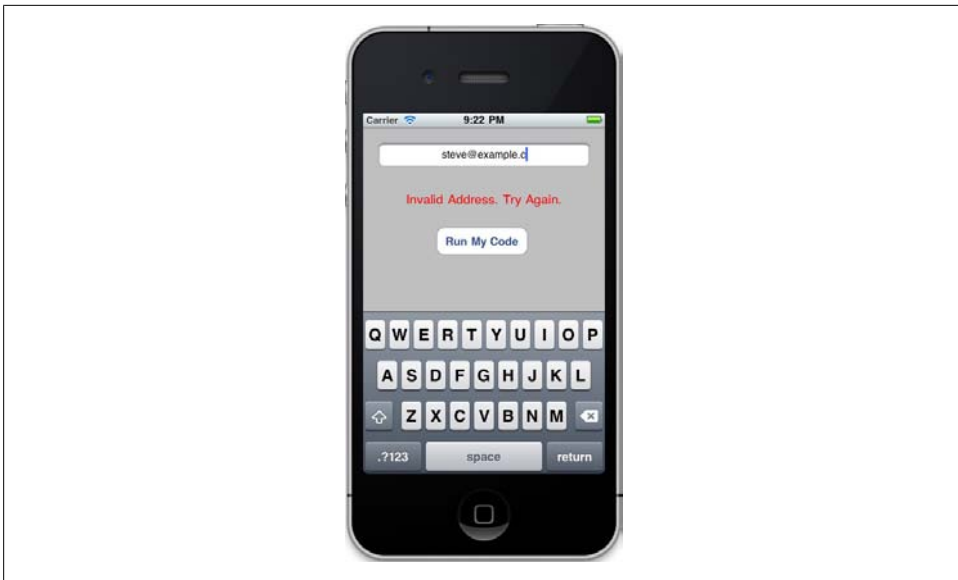 Carrier 9:22 PM
steve@example.c
Invalid Address. Try Again.
Run My Code
Q W E R T Y U I O P
A S D F G H J K L
Z X C V B N M
.?123 space return